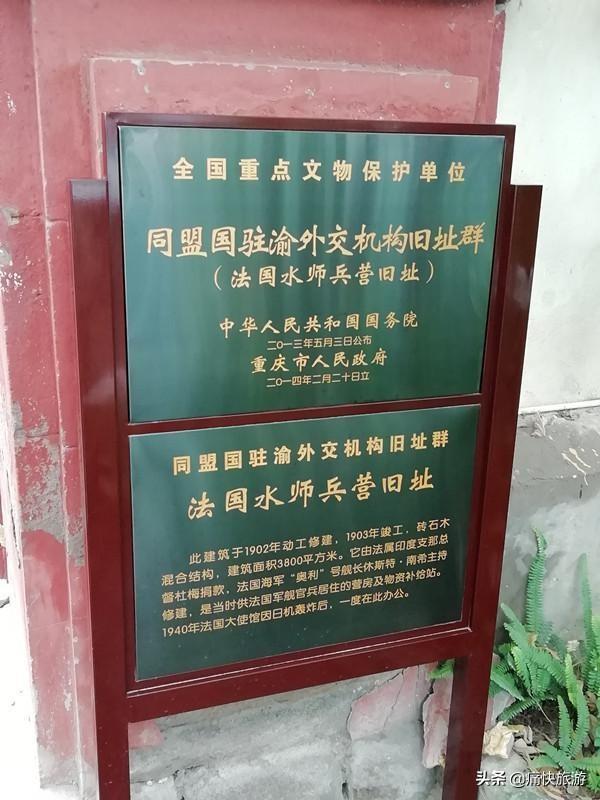 全国重点文物保护单位
同盟国驻渝外交机构旧址群
（法国水师兵营旧址）
中华人民共和国国务院
二〇一三年五月三日公布
重庆市人民政府
二〇一四年二月二十日立
同盟国驻渝外交机构旧址群
法国水师兵营旧址
此建筑于1902年动工修建，1903年竣工，砖石木
混合结构，建筑面积3800平方米。它由法属印度支那总
督杜梅捐款，法国海军“奥利”号舰长休斯特·南希主持
修建，是当时供法国军舰官兵居住的营房及物资补给站。
1940年法国大使馆因日机轰炸后，一度在此办公。
头条 @痛快旅游